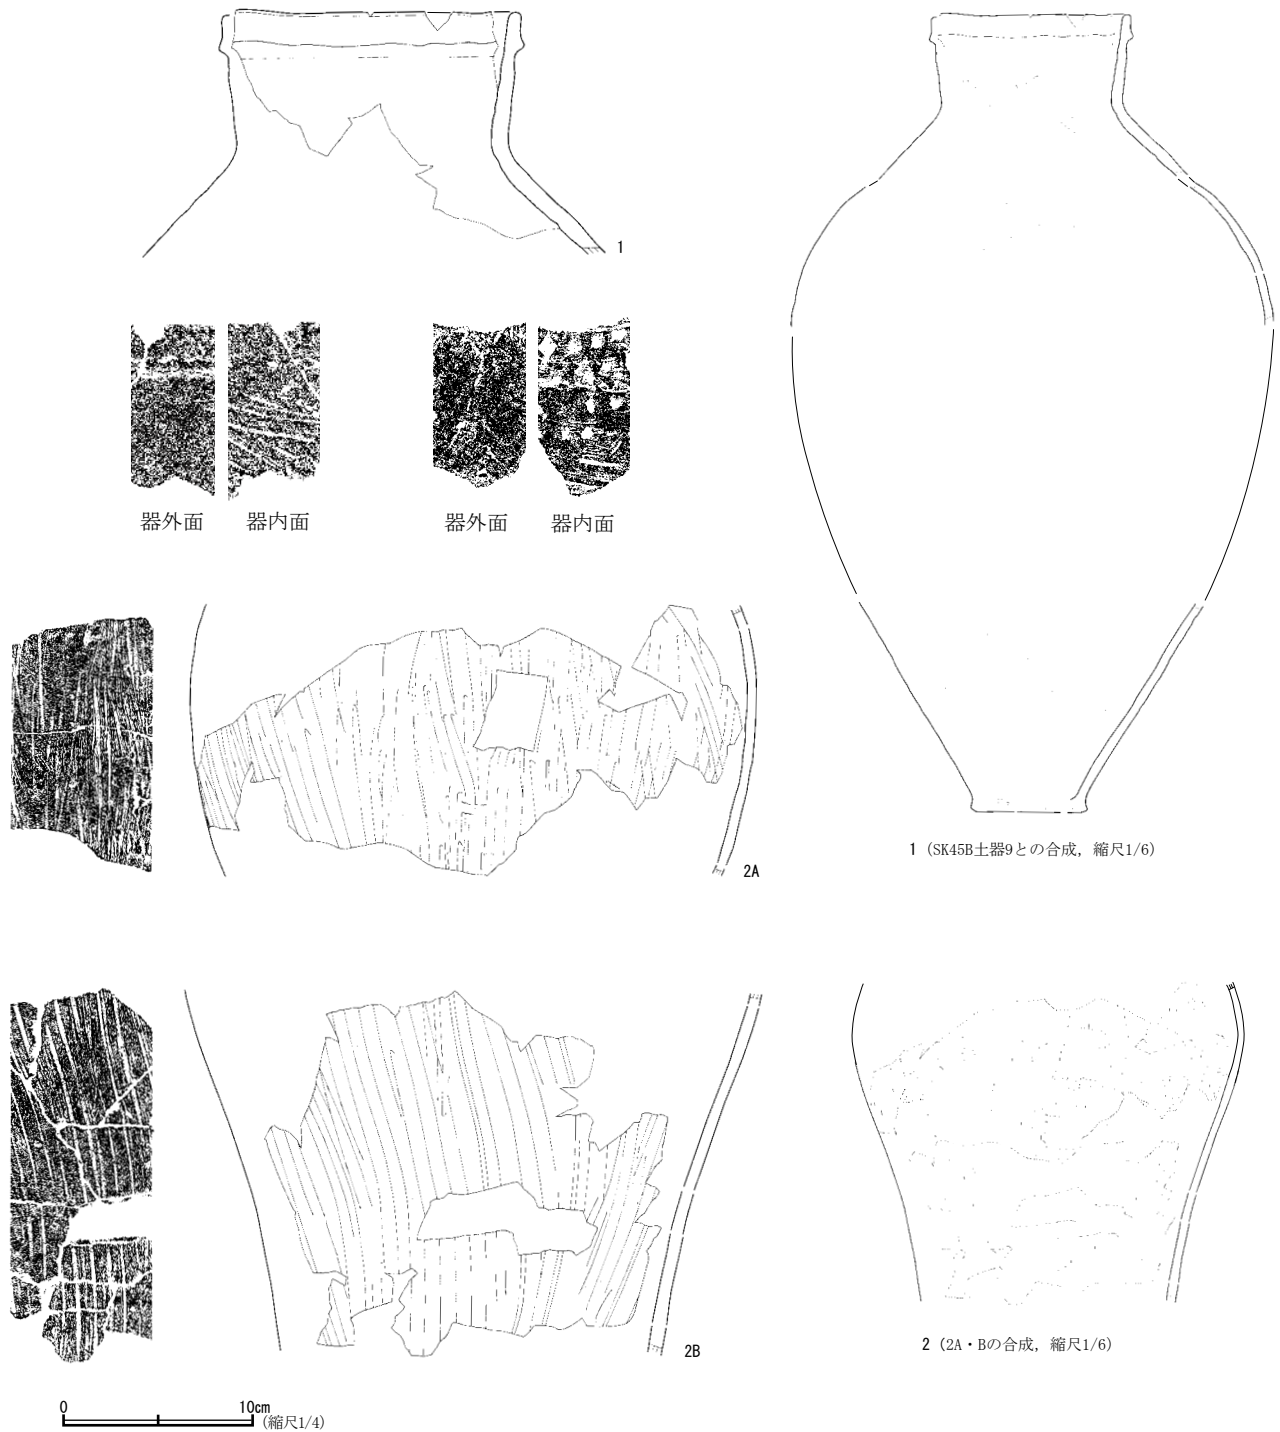 1
器外面 器内面 器外面 器内面
2A
1（SK45B土器9との合成，縮尺1/6）
2B
2（2A・Bの合成，縮尺1/6）
0 10cm
(縮尺1/4)